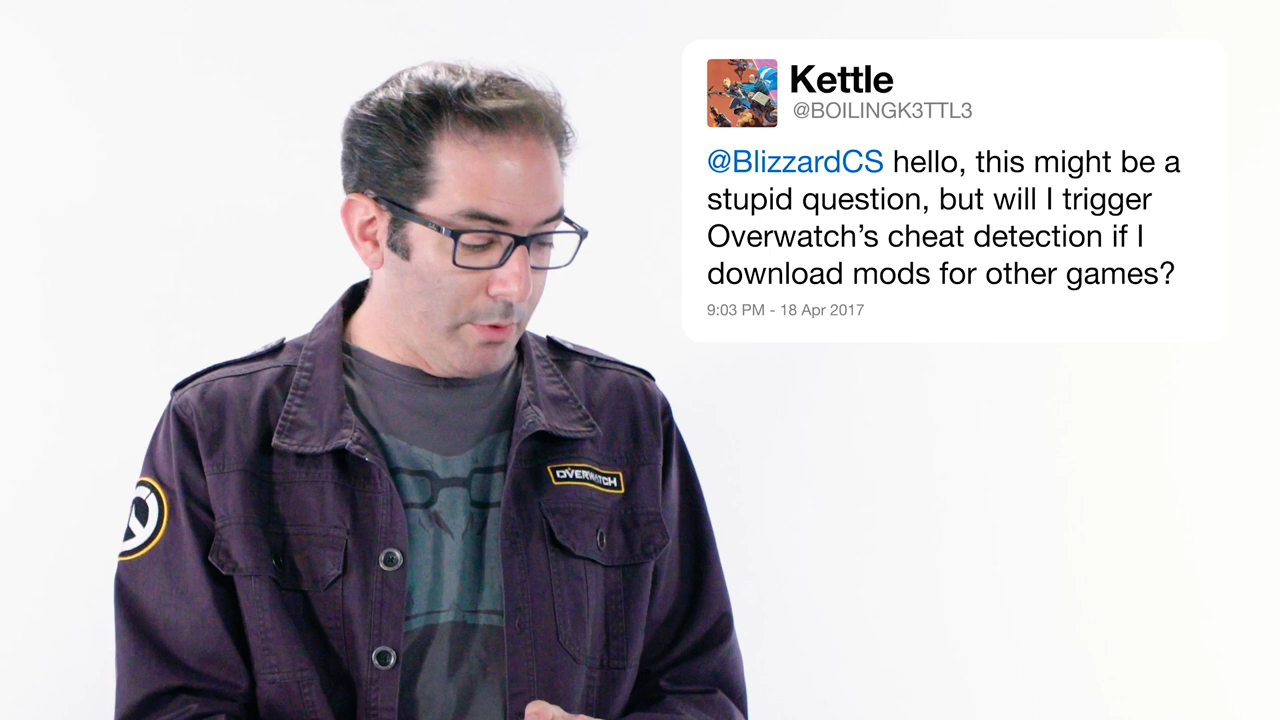 Kettle
@BOILINGK3TTL3
@BlizzardCS hello, this might be a
stupid question, but will I trigger
Overwatch’s cheat detection if I
download mods for other games?
9:03 PM - 18 Apr 2017
OVERWATCH